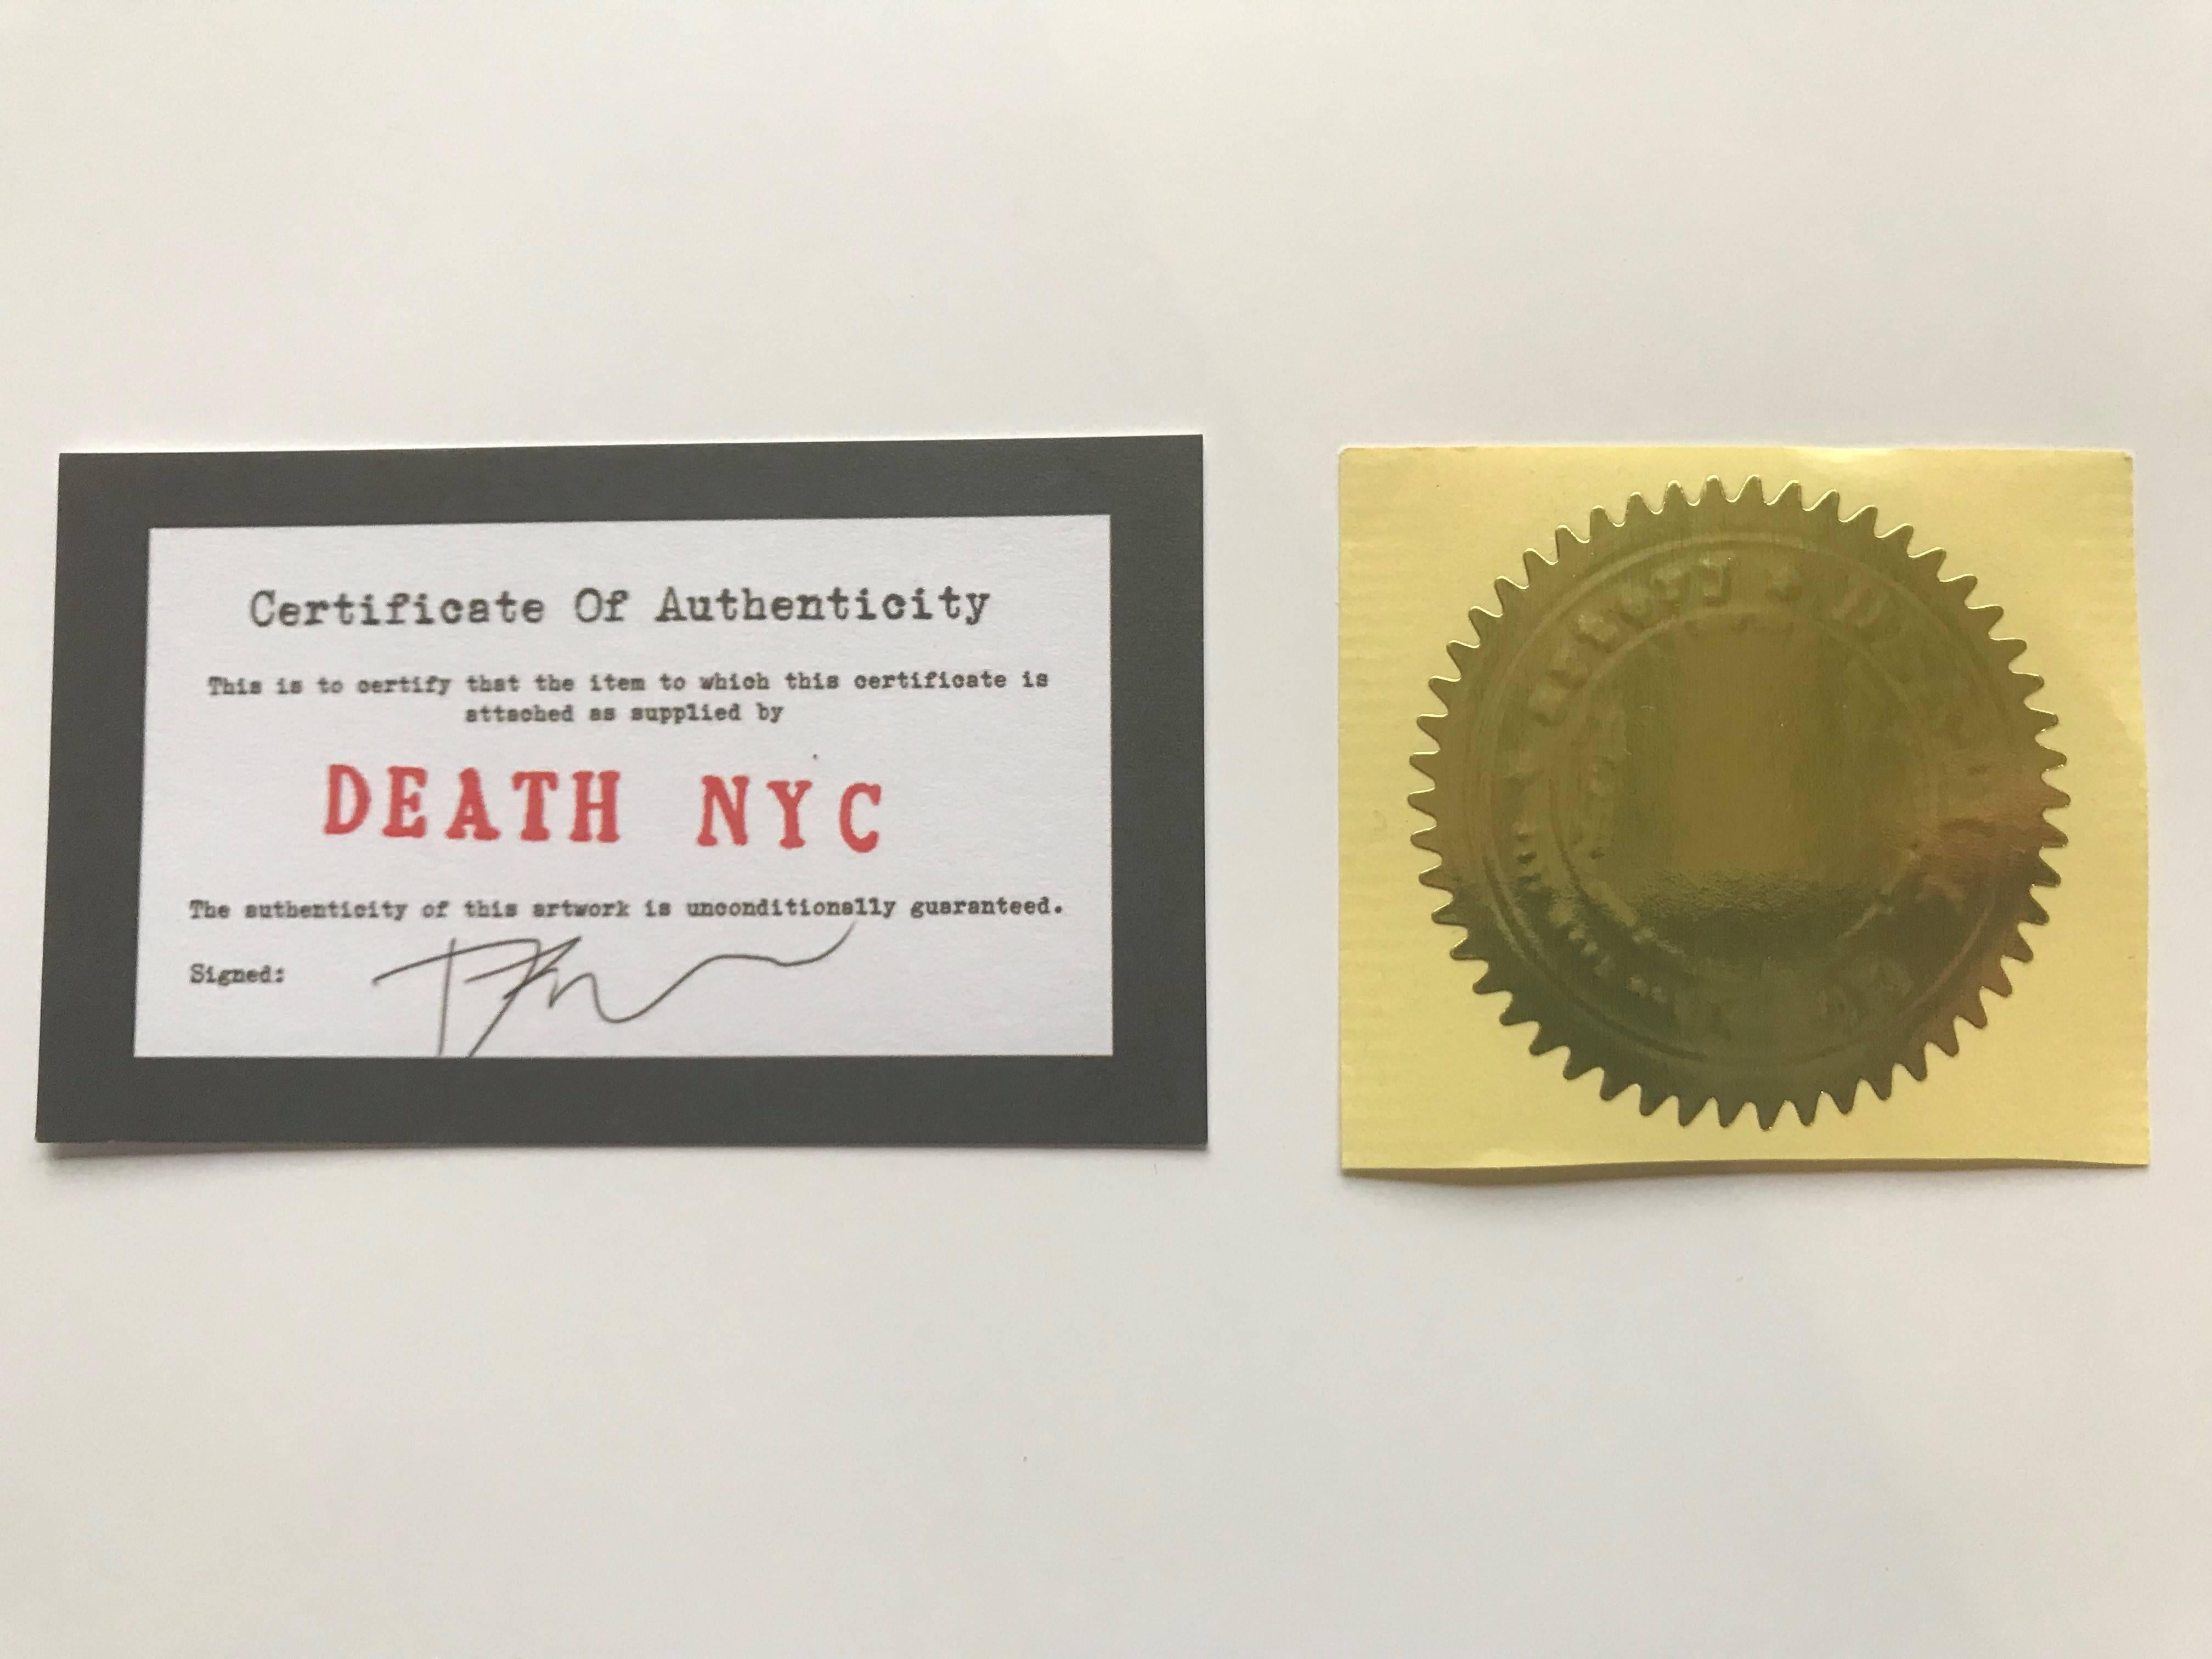 Certificate Of Authenticity
This is to certify that the item to which this certificate is
attached as supplied by
DEATH NYC
The authenticity of this artwork is unconditionally guaranteed.
Signed: